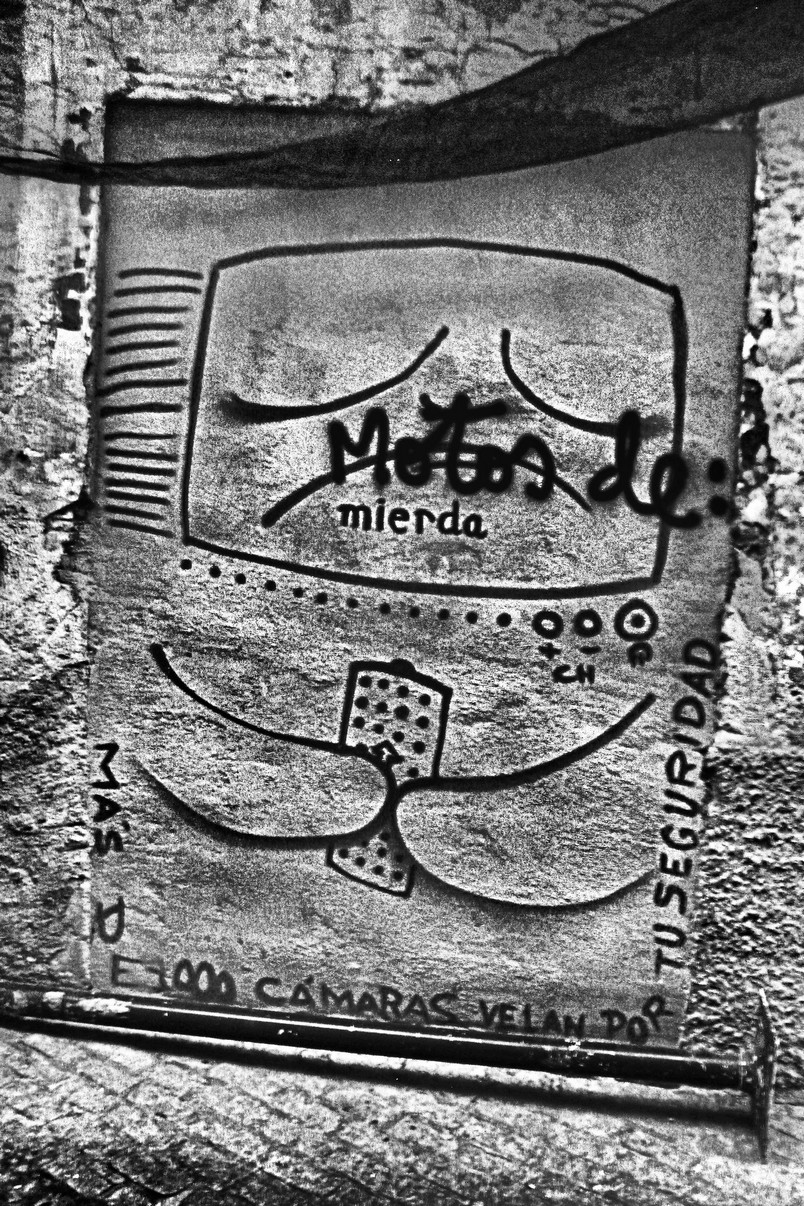 Motos de:
mierda
+ CH -
MÁS
DE 1000 CÁMARAS VELAN POR
TU SEGURIDAD